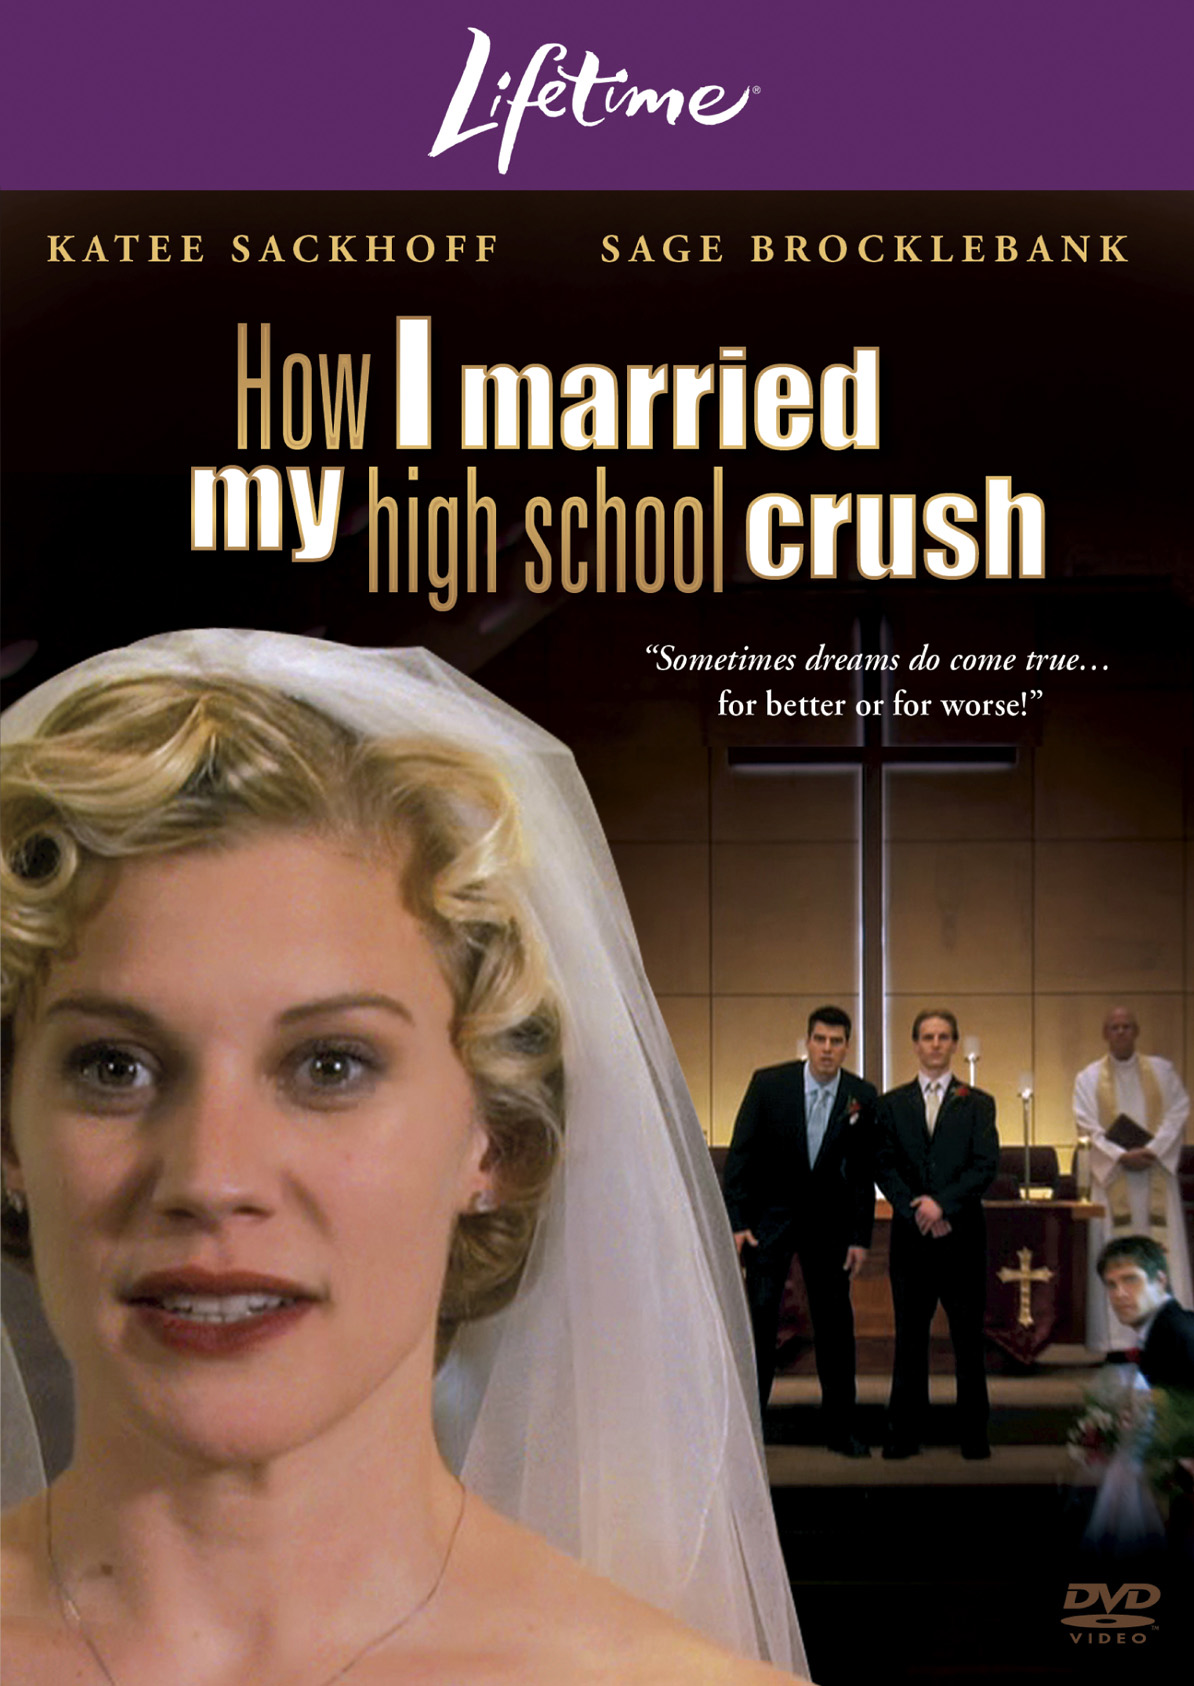 Lifetime®
KATEE SACKHOFF SAGE BROCKLEBANK
How I married
my high school crush
“Sometimes dreams do come true...
for better or for worse!”
DVD
VIDEO™